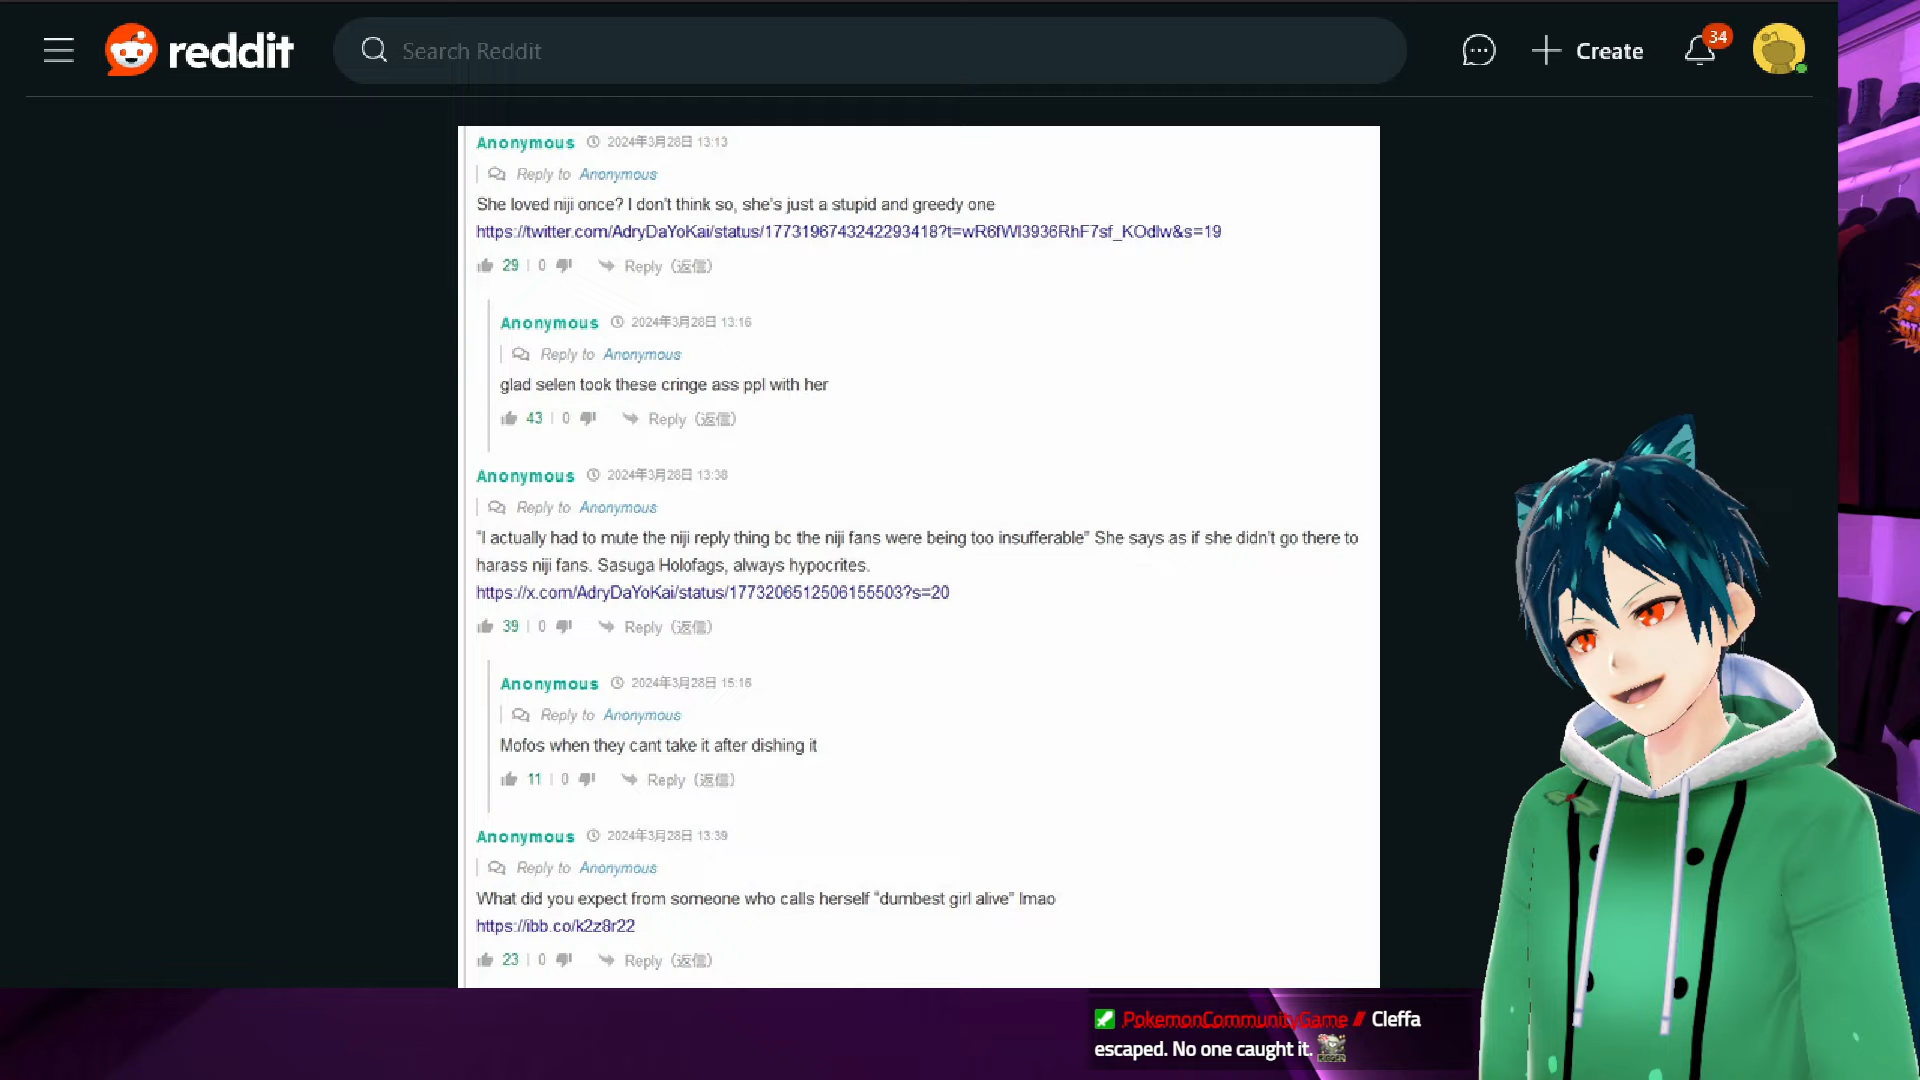 reddit
Search Reddit
Create
34
Anonymous 2024年3月28日 13:13
Reply to Anonymous
She loved niji once? I don't think so, she's just a stupid and greedy one
https://twitter.com/AdryDaYoKai/status/1773196743242293418?t=wR6fWl3936RhF7sf_KOdlw&s=19
29 | 0 Reply (返信)
Anonymous 2024年3月28日 13:16
Reply to Anonymous
glad selen took these cringe ass ppl with her
43 | 0 Reply (返信)
Anonymous 2024年3月28日 13:38
Reply to Anonymous
"I actually had to mute the niji reply thing bc the niji fans were being too insufferable" She says as if she didn't go there to
harass niji fans. Sasuga Holofags, always hypocrites.
https://x.com/AdryDaYoKai/status/1773206512506155503?s=20
39 | 0 Reply (返信)
Anonymous 2024年3月28日 15:16
Reply to Anonymous
Mofos when they cant take it after dishing it
11 | 0 Reply (返信)
Anonymous 2024年3月28日 13:39
Reply to Anonymous
What did you expect from someone who calls herself "dumbest girl alive" lmao
https://ibb.co/k2z8r22
23 | 0 Reply (返信)
PokemonCommunityGame // Cleffa
escaped. No one caught it.